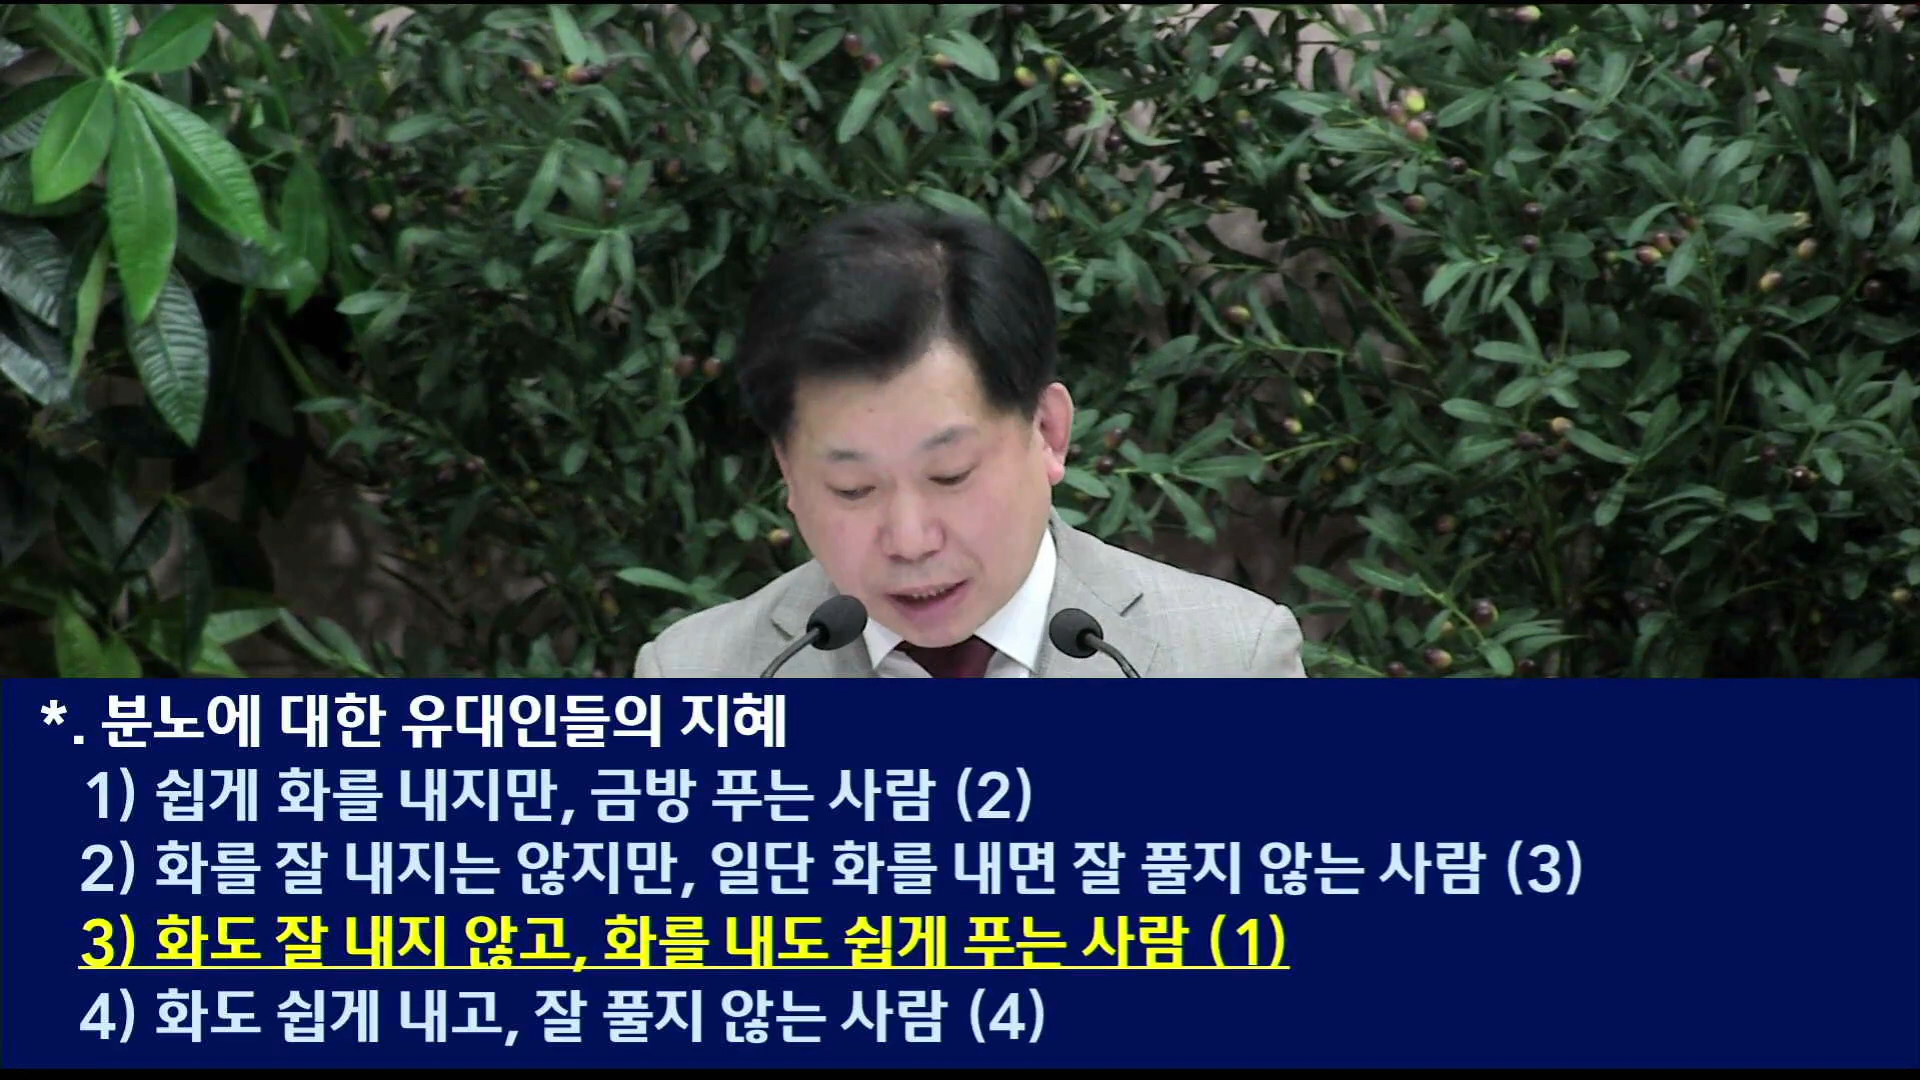 *. 분노에 대한 유대인들의 지혜
1) 쉽게 화를 내지만, 금방 푸는 사람 (2)
2) 화를 잘 내지는 않지만, 일단 화를 내면 잘 풀지 않는 사람 (3)
3) 화도 잘 내지 않고, 화를 내도 쉽게 푸는 사람 (1)
4) 화도 쉽게 내고, 잘 풀지 않는 사람 (4)